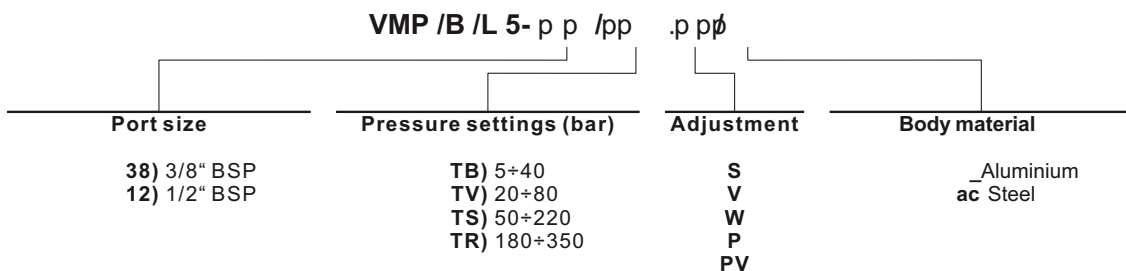 VMP /B /L 5- p p /pp .p pp/
Port size
38) 3/8“ BSP
12) 1/2“ BSP
Pressure settings (bar)
TB) 5÷40
TV) 20÷80
TS) 50÷220
TR) 180÷350
Adjustment
S
V
W
P
PV
Body material
_Aluminium
ac Steel